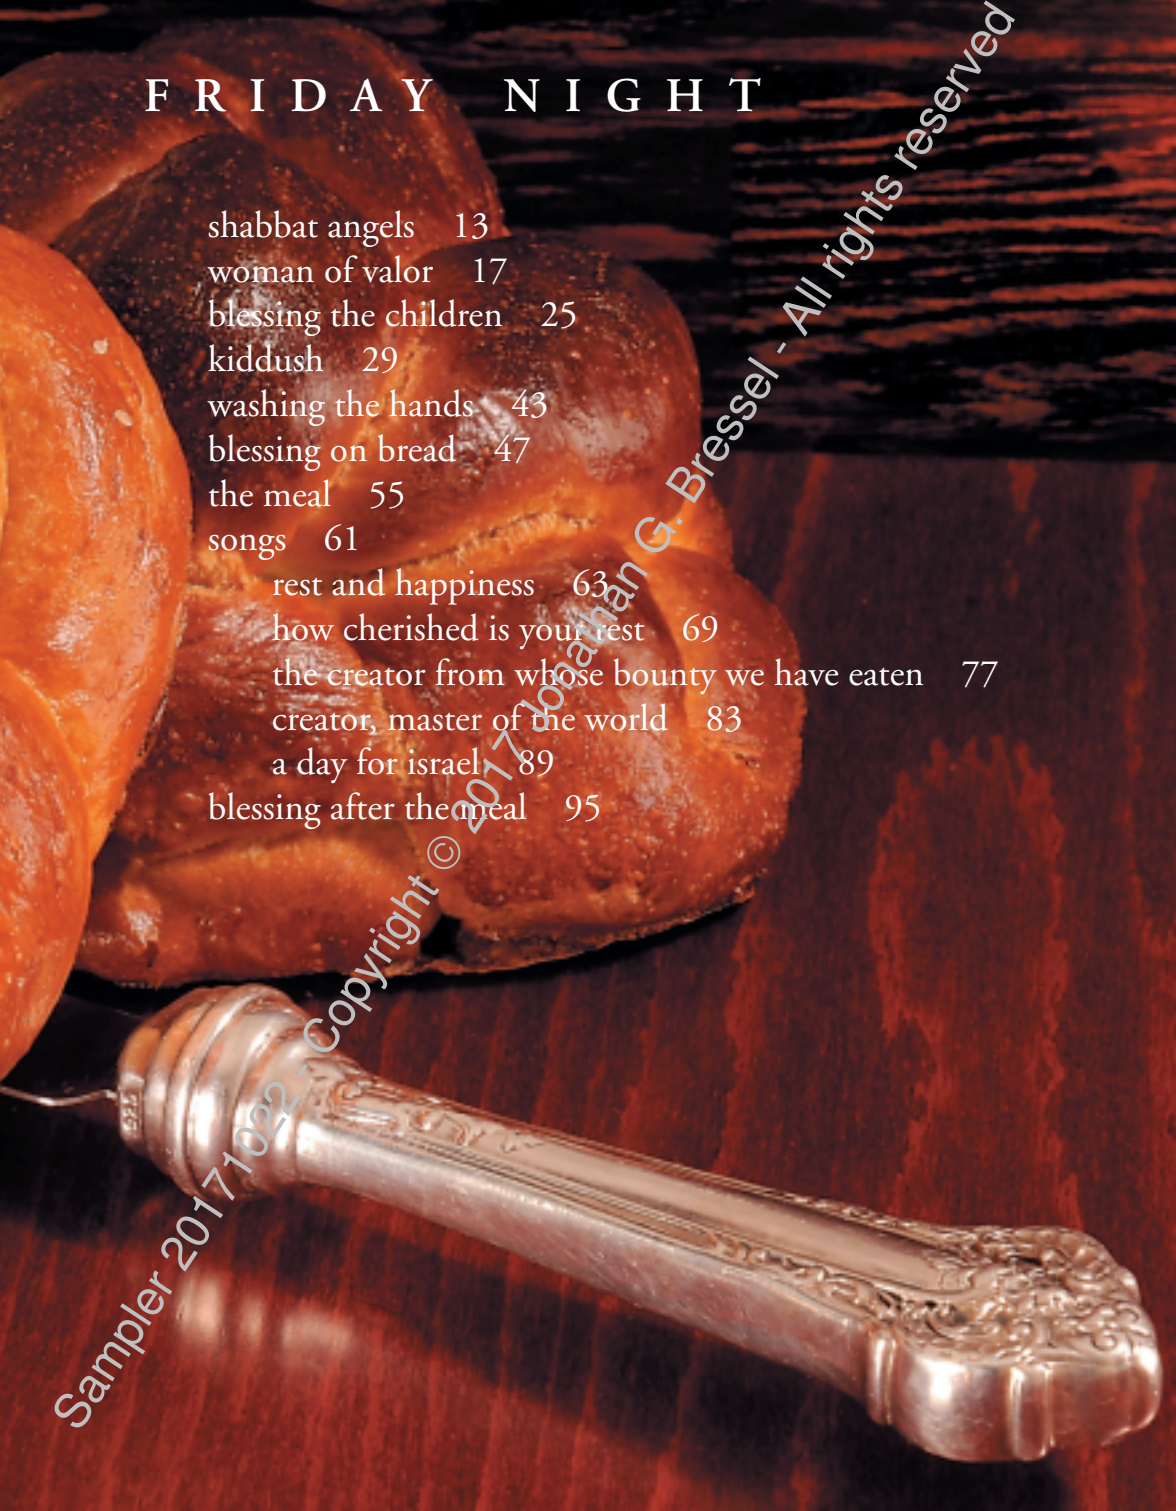 FRIDAY NIGHT
shabbat angels 13
woman of valor 17
blessing the children 25
kiddush 29
washing the hands 43
blessing on bread 47
the meal 55
songs 61
rest and happiness 63
how cherished is your rest 69
the creator from whose bounty we have eaten 77
creator, master of the world 83
a day for israel 89
blessing after the meal 95
Sampler 20171022 - Copyright © 2017 Jonathan G. Bressel - All rights reserved